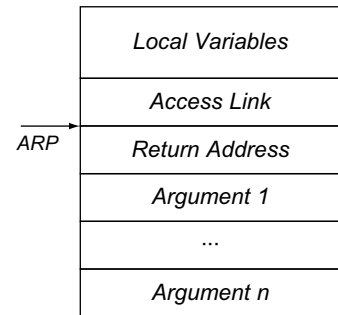 Local Variables
Access Link
ARP
Return Address
Argument 1
...
Argument n